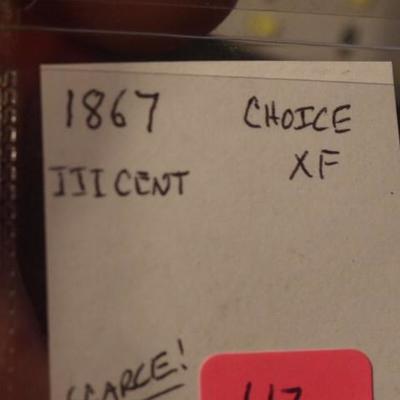 1867 CHOICE
III CENT XF
SCARCE!